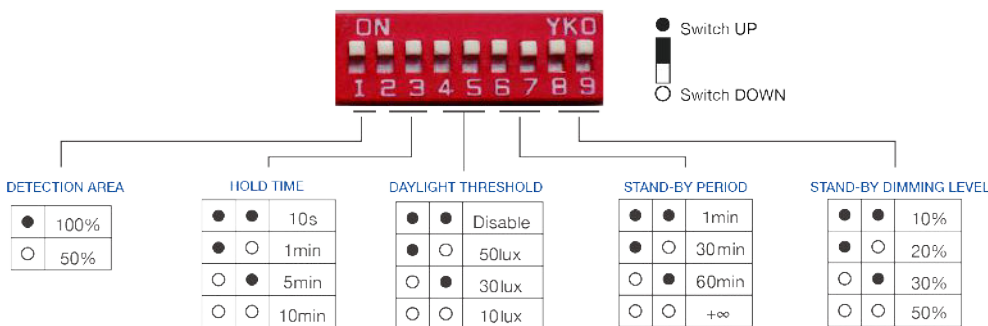 ON YKO
1 2 3 4 5 6 7 8 9
Switch UP
Switch DOWN
DETECTION AREA
100%
50%
HOLD TIME
10s
1min
5min
10min
DAYLIGHT THRESHOLD
Disable
50lux
30lux
10lux
STAND-BY PERIOD
1min
30min
60min
+∞
STAND-BY DIMMING LEVEL
10%
20%
30%
50%